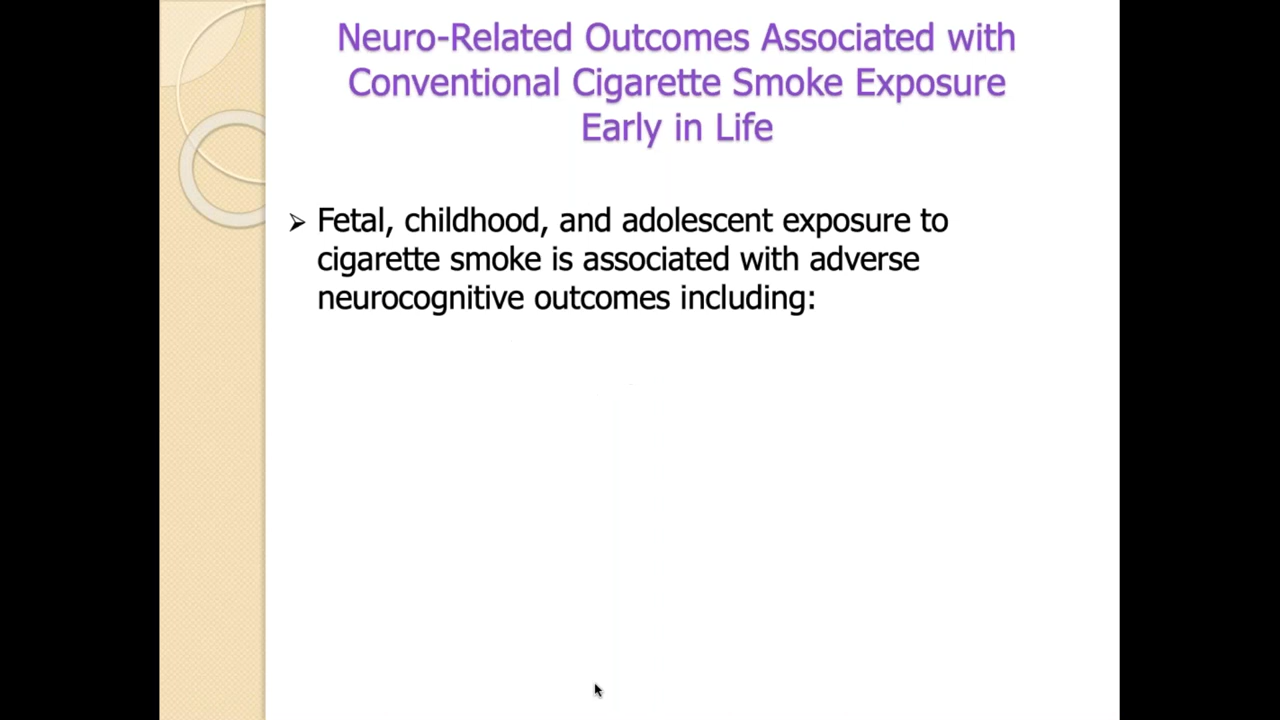 Neuro-Related Outcomes Associated with
Conventional Cigarette Smoke Exposure
Early in Life
➢ Fetal, childhood, and adolescent exposure to
cigarette smoke is associated with adverse
neurocognitive outcomes including: